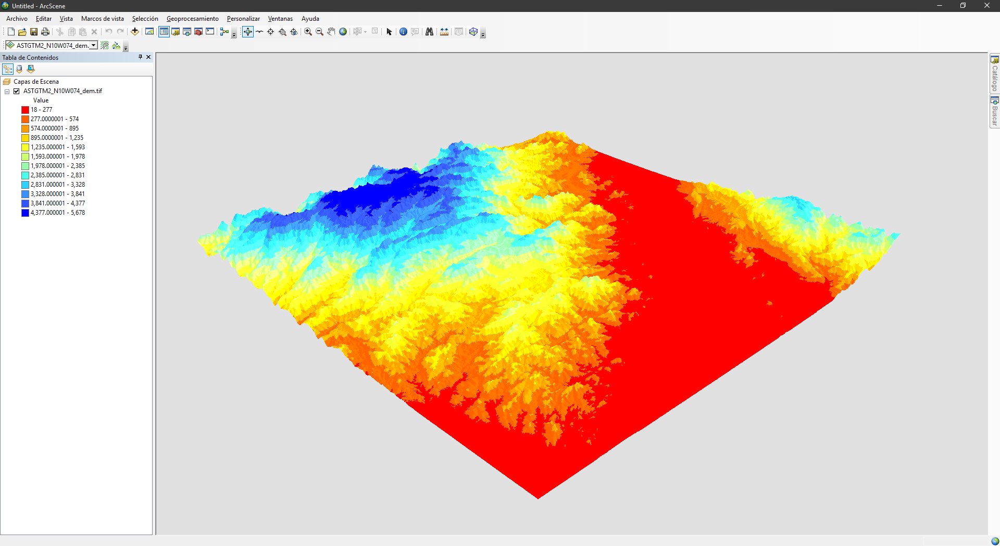 Untitled - ArcScene
Archivo Editar Vista Marcos de vista Selección Geoprocesamiento Personalizar Ventanas Ayuda
ASTGTM2_N10W074_dem.
Tabla de Contenidos
Capas de Escena
ASTGTM2_N10W074_dem.tif
Value
18 - 277
277.0000001 - 574
574.0000001 - 895
895.0000001 - 1,235
1,235.000001 - 1,593
1,593.000001 - 1,978
1,978.000001 - 2,385
2,385.000001 - 2,831
2,831.000001 - 3,328
3,328.000001 - 3,841
3,841.000001 - 4,377
4,377.000001 - 5,678
Catálogo
Buscar